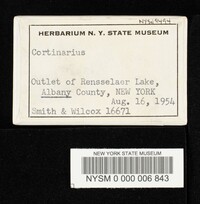 HERBARIUM N. Y. STATE MUSEUM
Cortinarius
Outlet of Rensselaer Lake,
Albany County, NEW YORK
Aug. 16, 1954
Smith & Wilcox 16671
NEW YORK STATE MUSEUM
NYSM 0 000 006 843